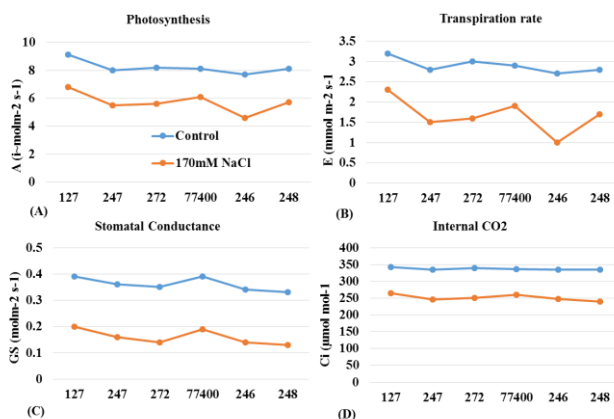 Photosynthesis
A (i~molm-2 s-1)
10
8
6
4
2
0
Control
170mM NaCl
127 247 272 77400 246 248
(A)
Transpiration rate
E (mmol m-2 s-1
3.5
3
2.5
2
1.5
1
0.5
0
127 247 272 77400 246 248
(B)
Stomatal Conductance
GS (molm-2 s-1)
0.5
0.4
0.3
0.2
0.1
0
127 247 272 77400 246 248
(C)
Internal CO2
Ci (µmol mol-1
400
350
300
250
200
150
100
50
0
127 247 272 77400 246 248
(D)